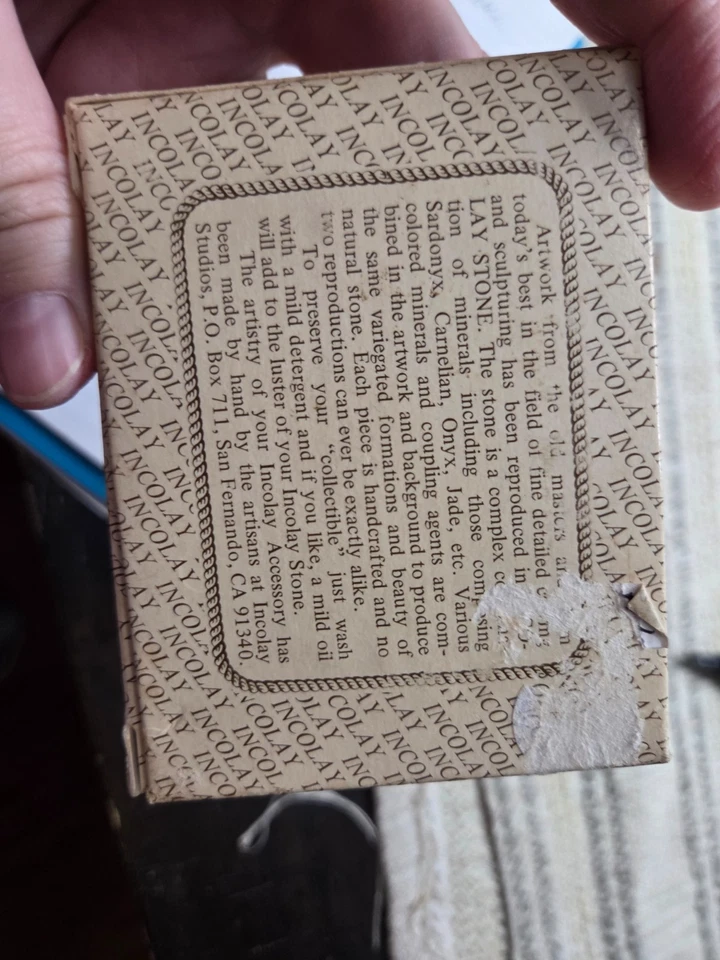 Artwork from the old masters
today's best in the field of fine detailed
and sculpturing has been reproduced in
LAY STONE. The stone is a complex
tion of minerals including those
Sardonyx, Carnelian, Onyx, Jade, etc. Various
colored minerals and coupling agents are com-
bined in the artwork and background to produce
the same variegated formations and beauty of
natural stone. Each piece is handcrafted and no
two reproductions can ever be exactly alike.
To preserve your "collectible" just wash
with a mild detergent and if you like, a mild oil
will add to the luster of your Incolay Stone.
The artistry of your Incolay Accessory has
been made by hand by the artisans at Incolay
Studios, P.O. Box 711, San Fernando, CA 91340.
INCOLAY INCOLAY INCOLAY